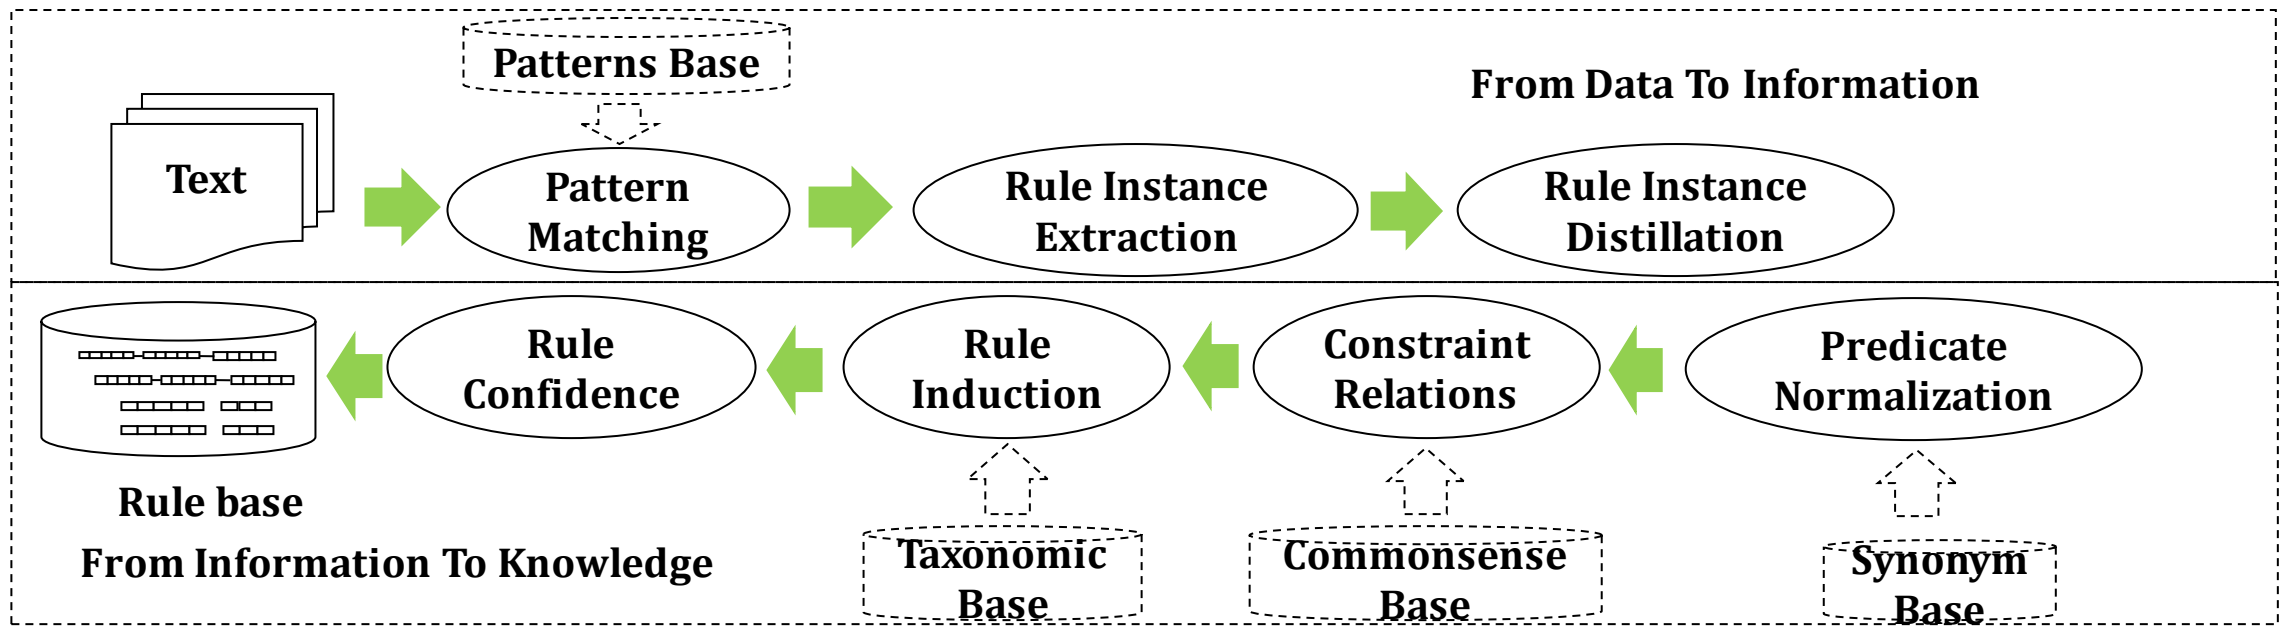 Patterns Base
From Data To Information
Text
Pattern
Matching
Rule Instance
Extraction
Rule Instance
Distillation
Rule
Confidence
Rule
Induction
Constraint
Relations
Predicate
Normalization
Rule base
From Information To Knowledge
Taxonomic
Base
Commonsense
Base
Synonym
Base